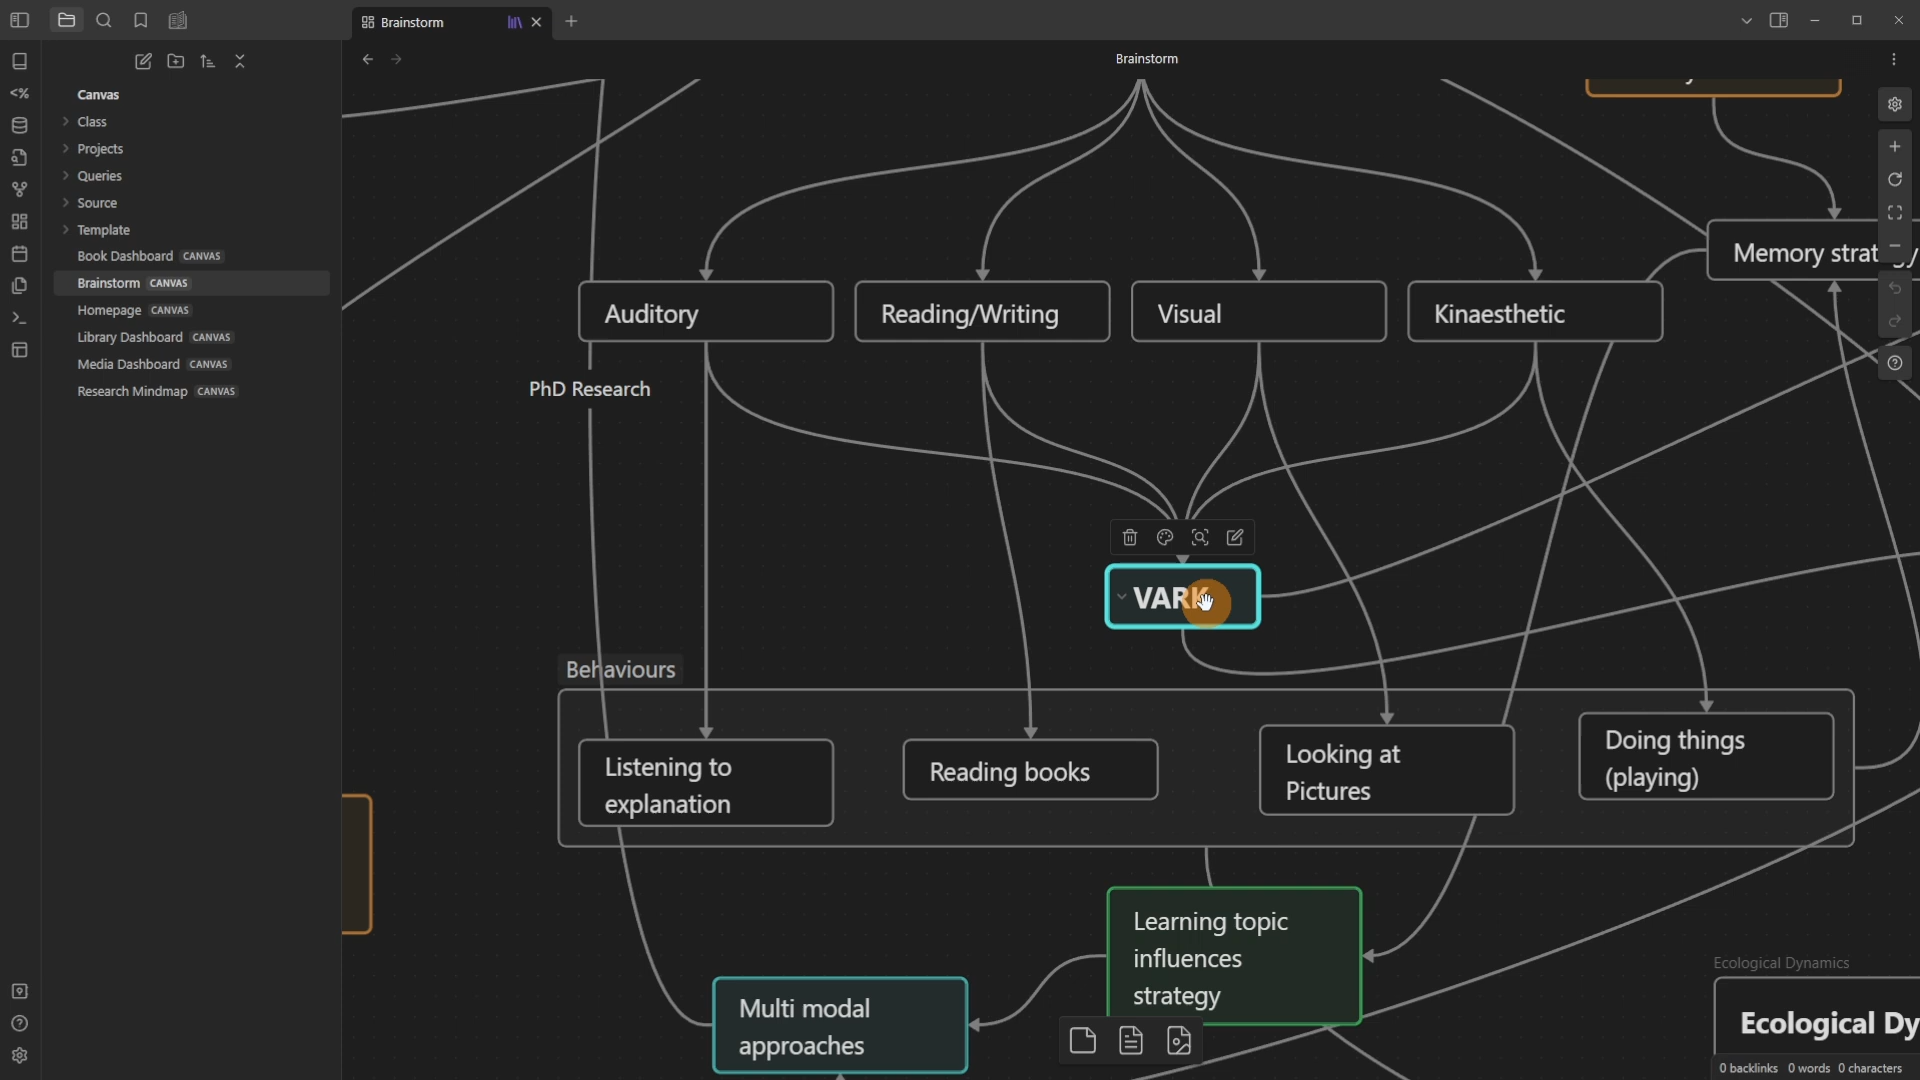 Brainstorm
Brainstorm
Canvas
Class
Projects
Queries
Source
Template
Book Dashboard CANVAS
Brainstorm CANVAS
Homepage CANVAS
Library Dashboard CANVAS
Media Dashboard CANVAS
Research Mindmap CANVAS
Auditory
Reading/Writing
Visual
Kinaesthetic
PhD Research
VARK
Behaviours
Listening to
explanation
Reading books
Looking at
Pictures
Doing things
(playing)
Learning topic
influences
strategy
Multi modal
approaches
Ecological Dynamics
Ecological Dy
0 backlinks 0 words 0 characters